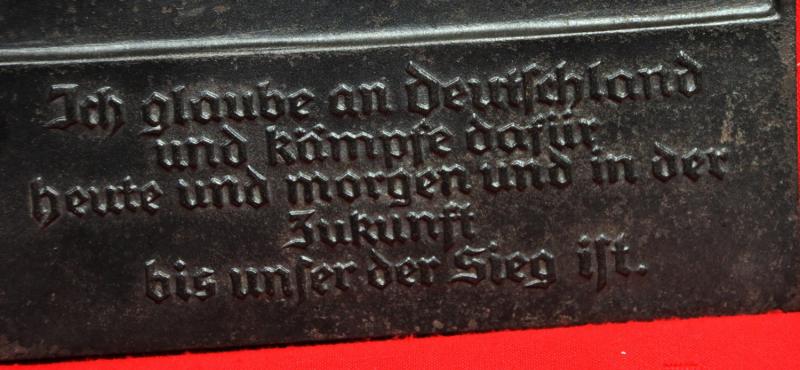 Ich glaube an Deutſchland
und kämpfe dafür
heute und morgen und in der
Zukunft
bis unſer der Sieg iſt.